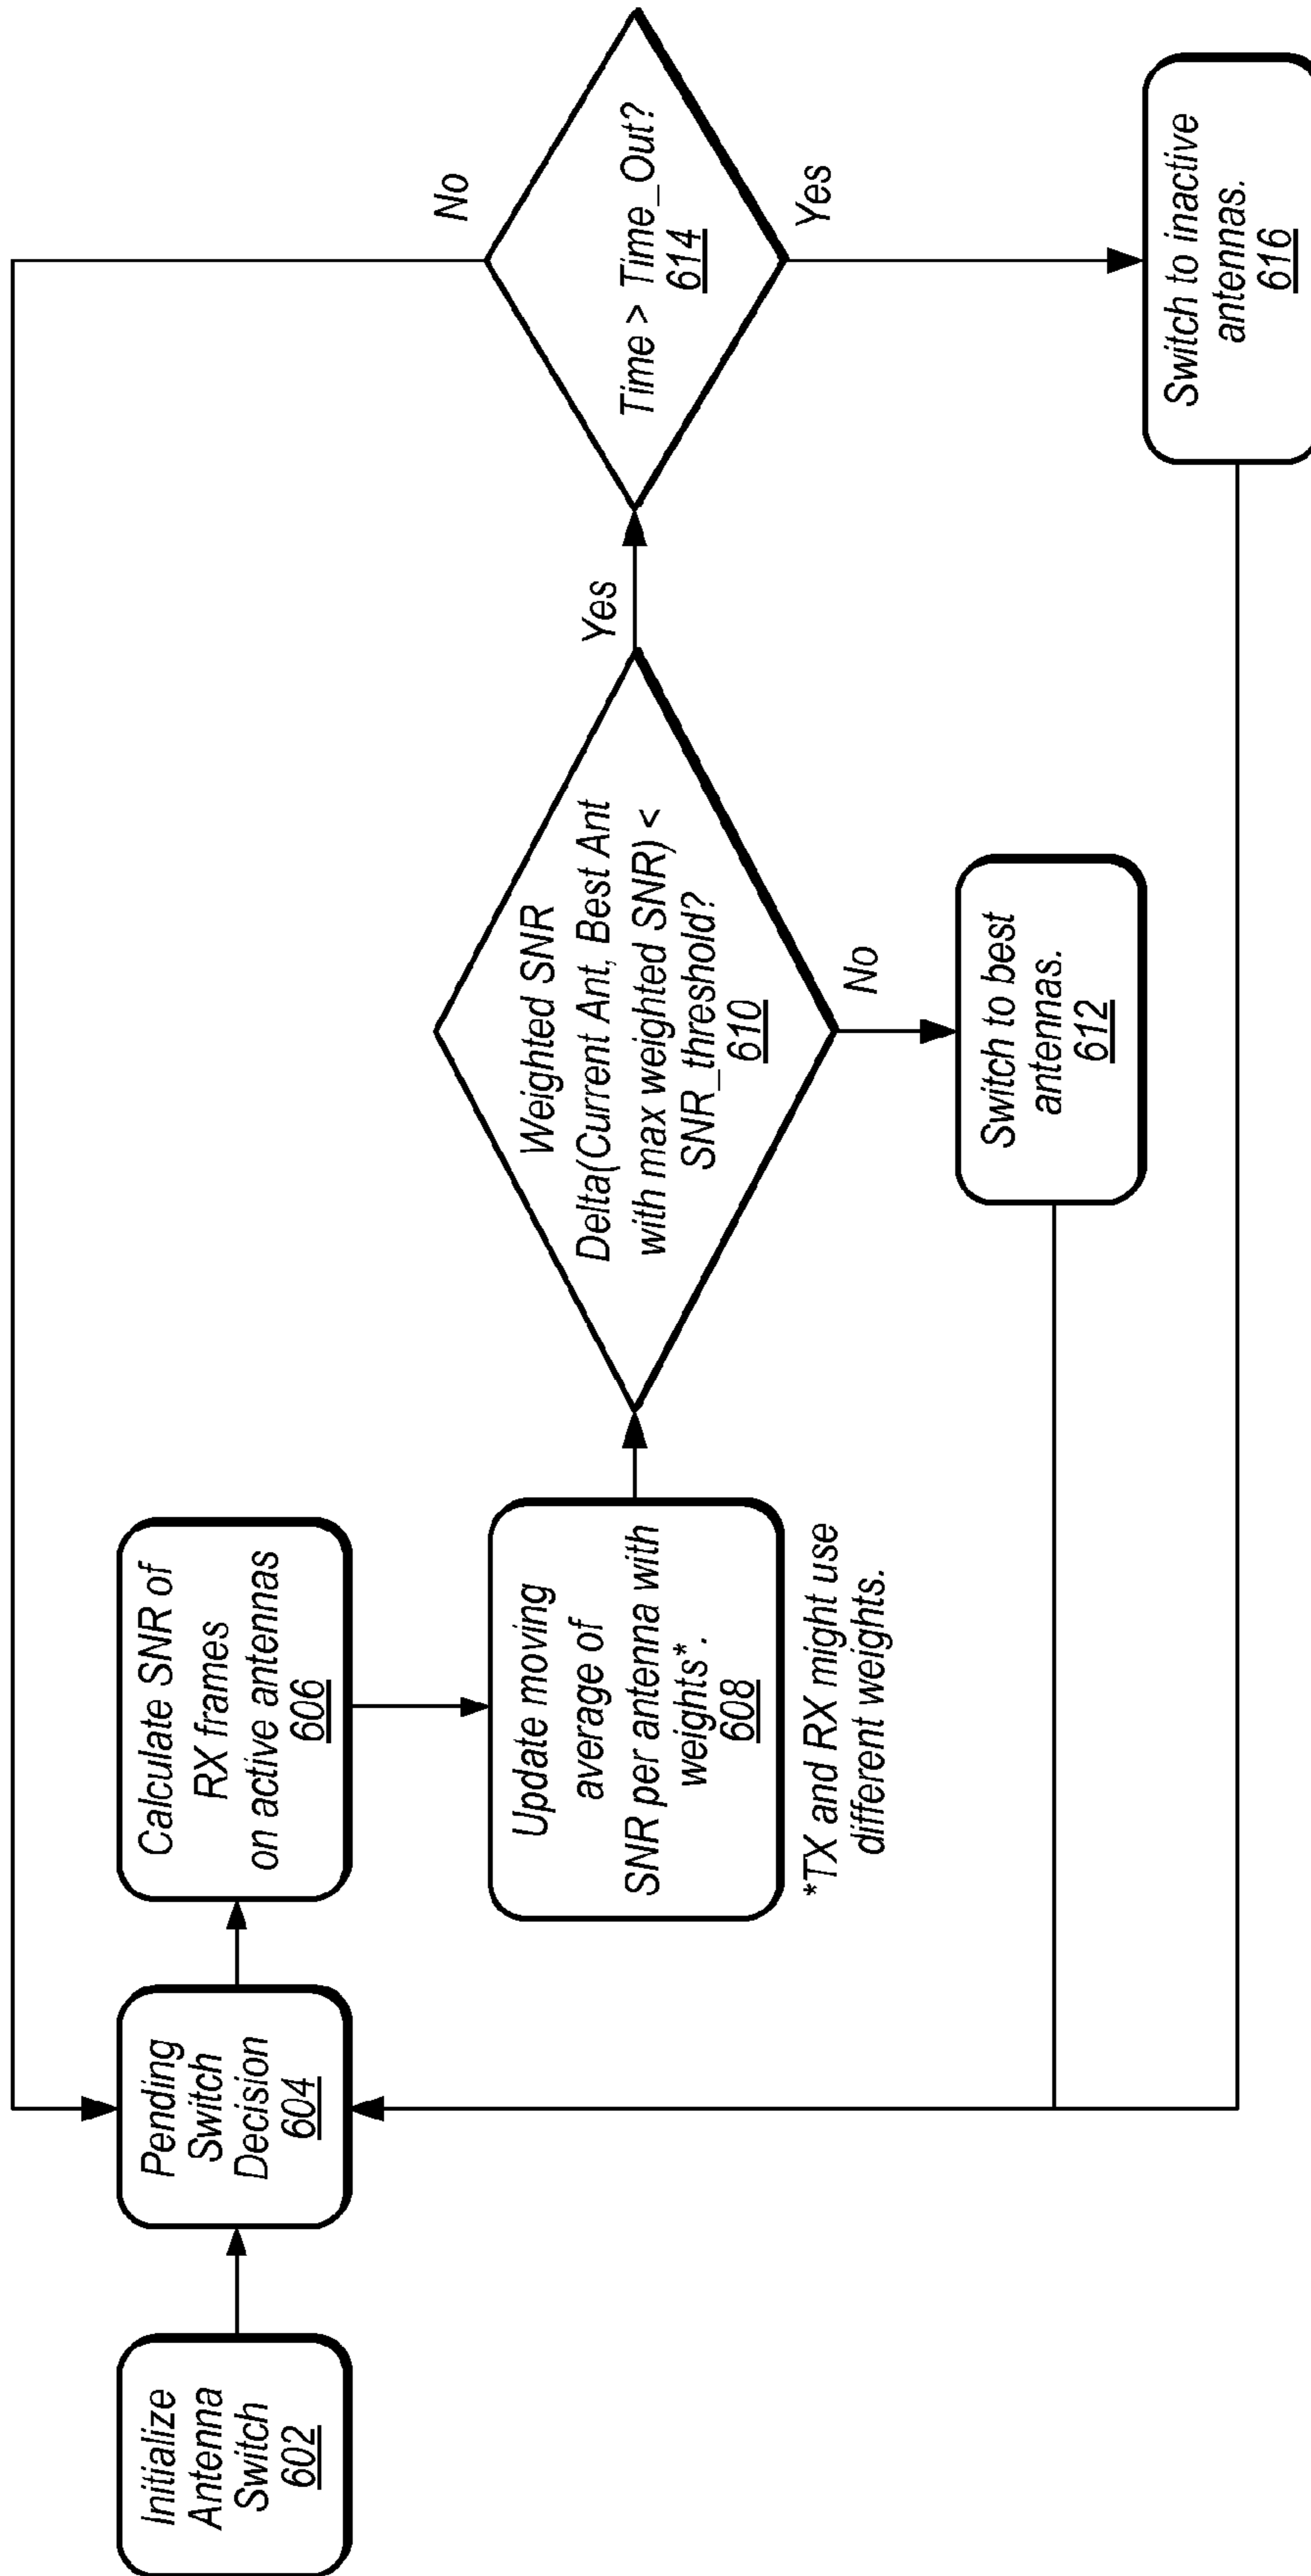 Initialize
Antenna
Switch
602
Pending
Switch
Decision
604
Calculate SNR of
RX frames
on active antennas
606
Update moving
average of
SNR per antenna with
weights*.
608
*TX and RX might use
different weights.
Weighted SNR
Delta(Current Ant, Best Ant
with max weighted SNR) <
SNR_threshold?
610
Yes
No
Switch to best
antennas.
612
Time > Time_Out?
614
No
Yes
Switch to inactive
antennas.
616